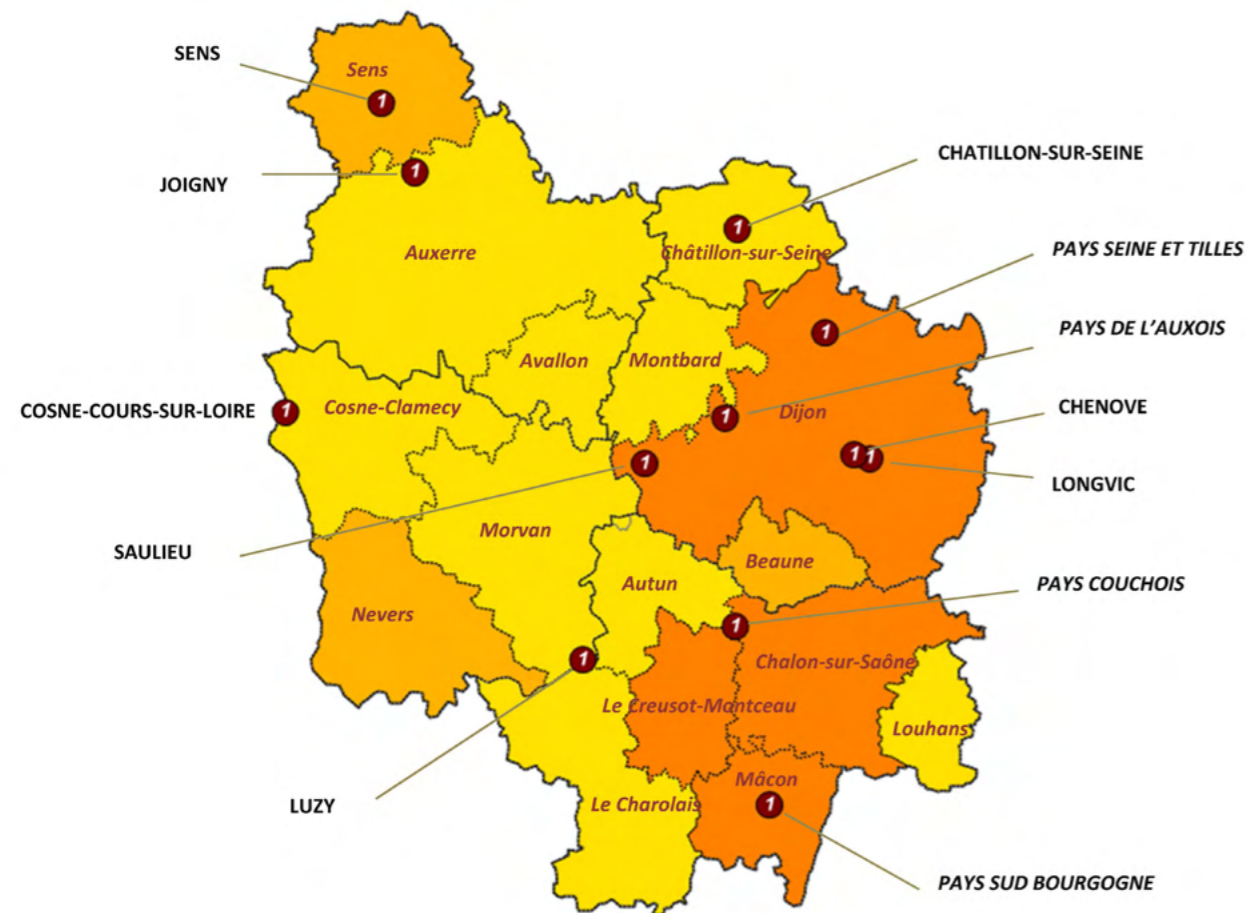 SENS
Sens
1
CHATILLON-SUR-SEINE
JOIGNY
1
1
Auxerre
Châtillon-sur-Seine
PAYS SEINE ET TILLES
1
PAYS DE L'AUXOIS
Avallon
Montbard
COSNE-COURS-SUR-LOIRE
1
Cosne-Clamecy
1
Dijon
CHENOVE
1
1
1
LONGVIC
SAULIEU
Morvan
Beaune
Autun
PAYS COUCHOIS
Nevers
1
1
Chalon-sur-Saône
Le Creusot-Montceau
Louhans
LUZY
Le Charolais
Mâcon
1
PAYS SUD BOURGOGNE